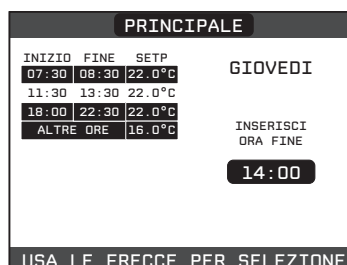 PRINCIPALE
INIZIO FINE SETP
07:30 08:30 22.0°C
11:30 13:30 22.0°C
18:00 22:30 22.0°C
ALTRE ORE 16.0°C
GIOVEDI
INSERISCI
ORA FINE
14:00
USA LE FRECCE PER SELEZIONE